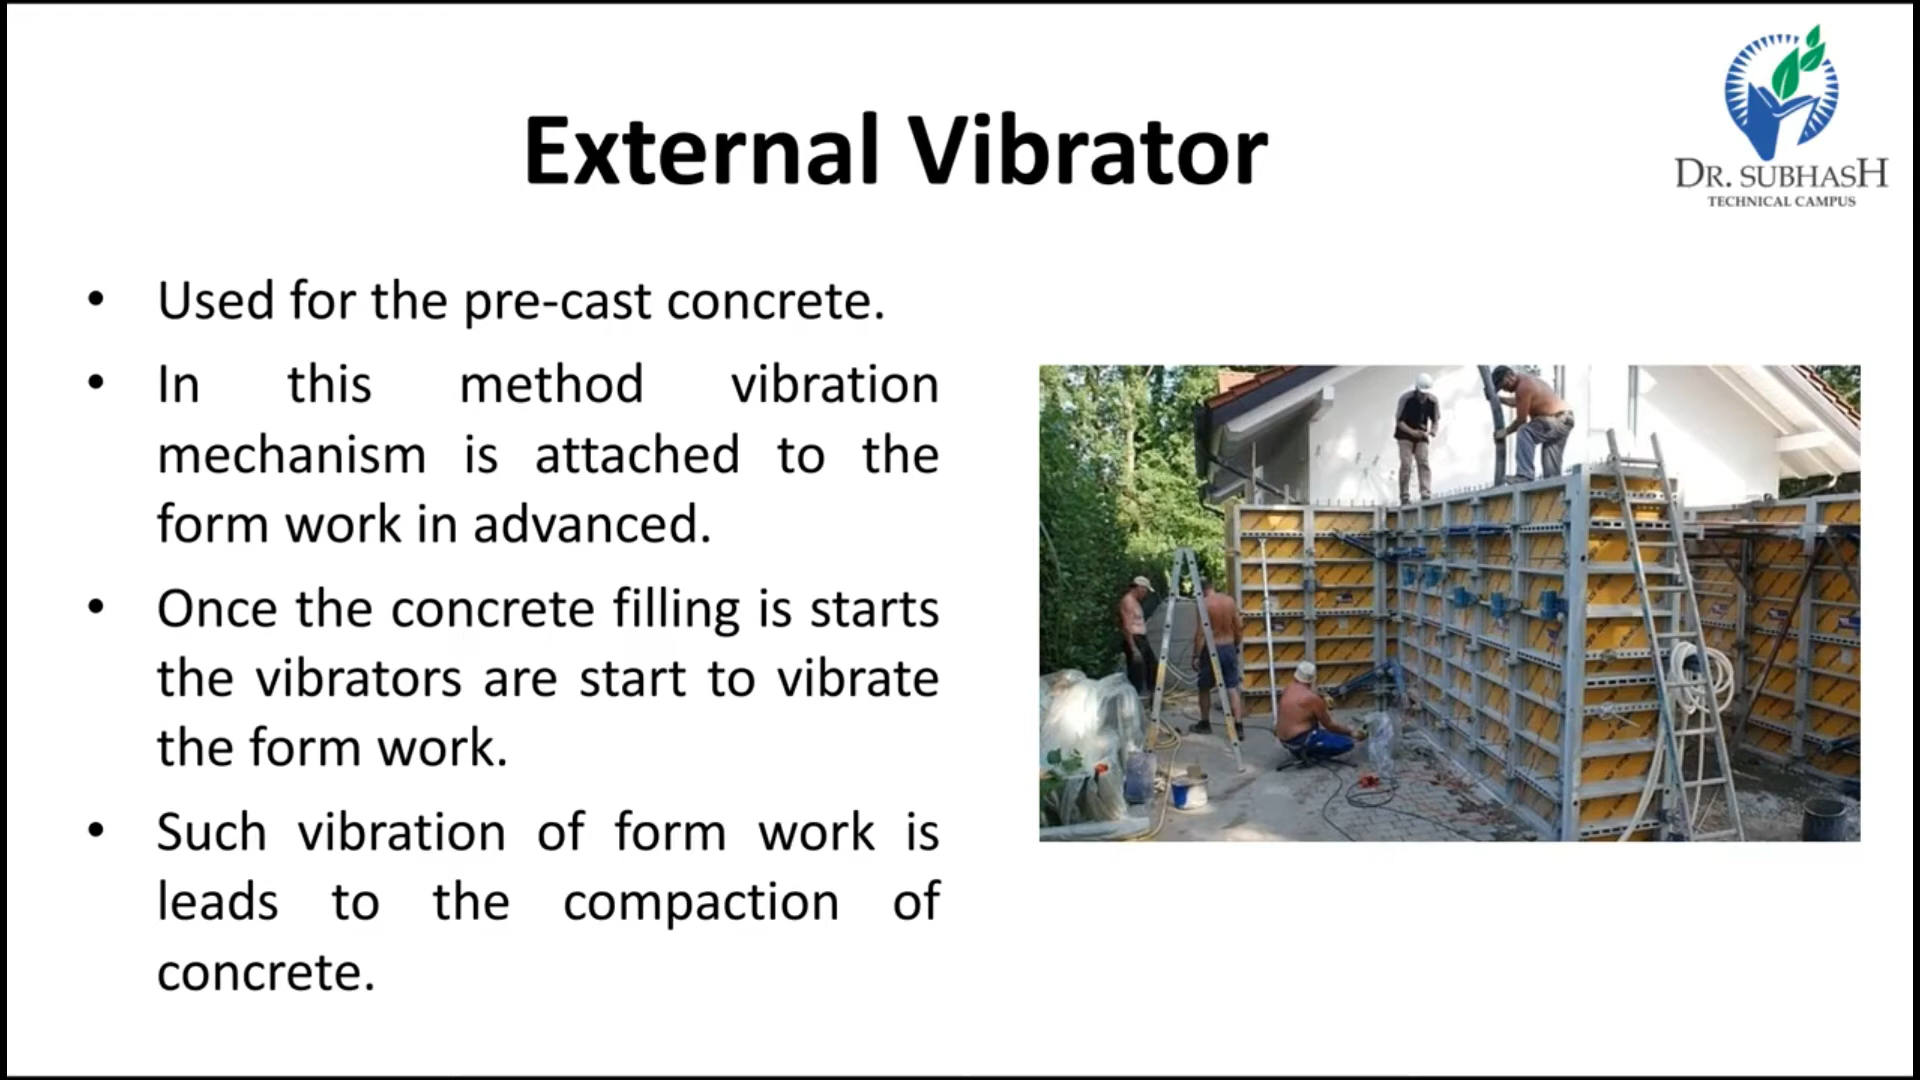 DR. SUBHASH
TECHNICAL CAMPUS
External Vibrator
• Used for the pre-cast concrete.
• In this method vibration
mechanism is attached to the
form work in advanced.
• Once the concrete filling is starts
the vibrators are start to vibrate
the form work.
• Such vibration of form work is
leads to the compaction of
concrete.